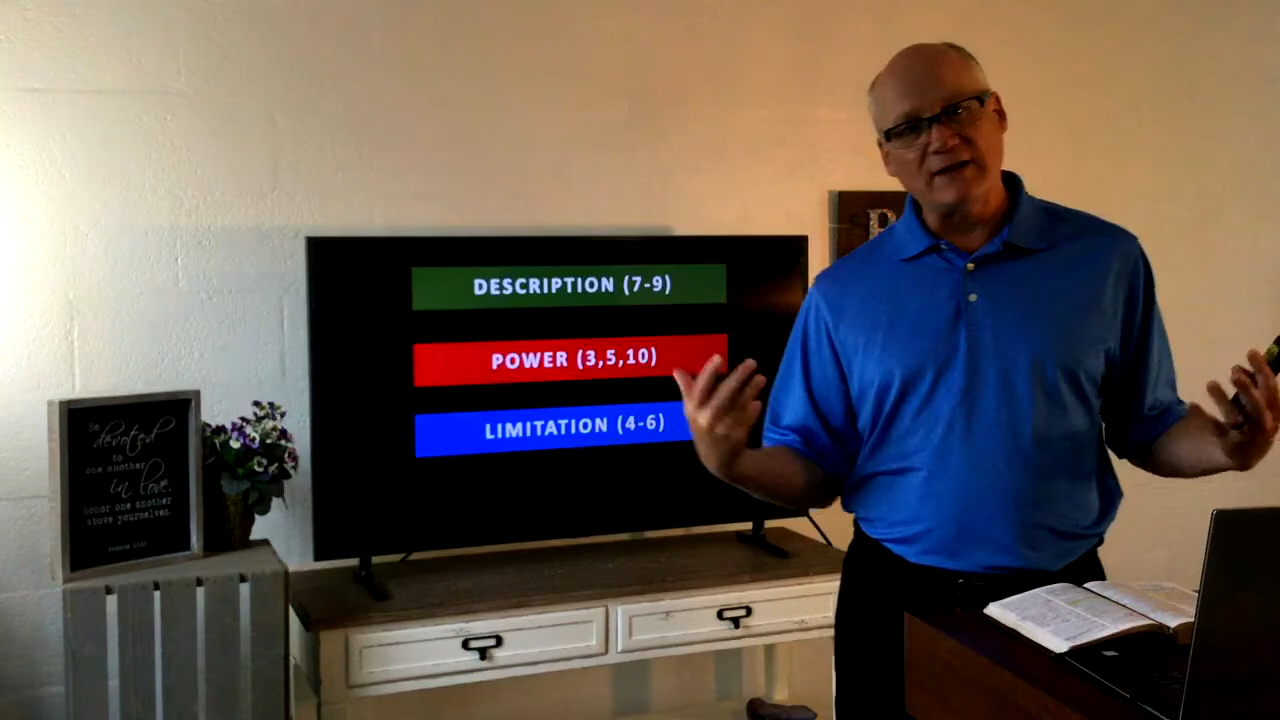 DESCRIPTION (7-9)
POWER (3,5,10)
LIMITATION (4-6)
Be
devoted
to
one another
in love.
honor one another
above yourselves.